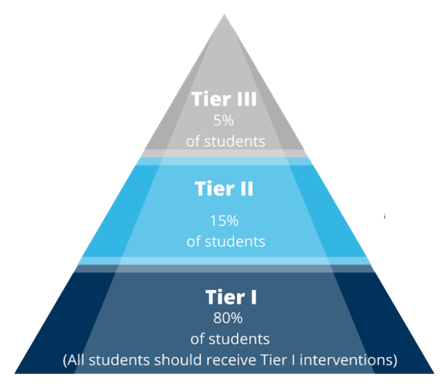 Tier III
5%
of students
Tier II
15%
of students
Tier I
80%
of students
(All students should receive Tier I interventions)